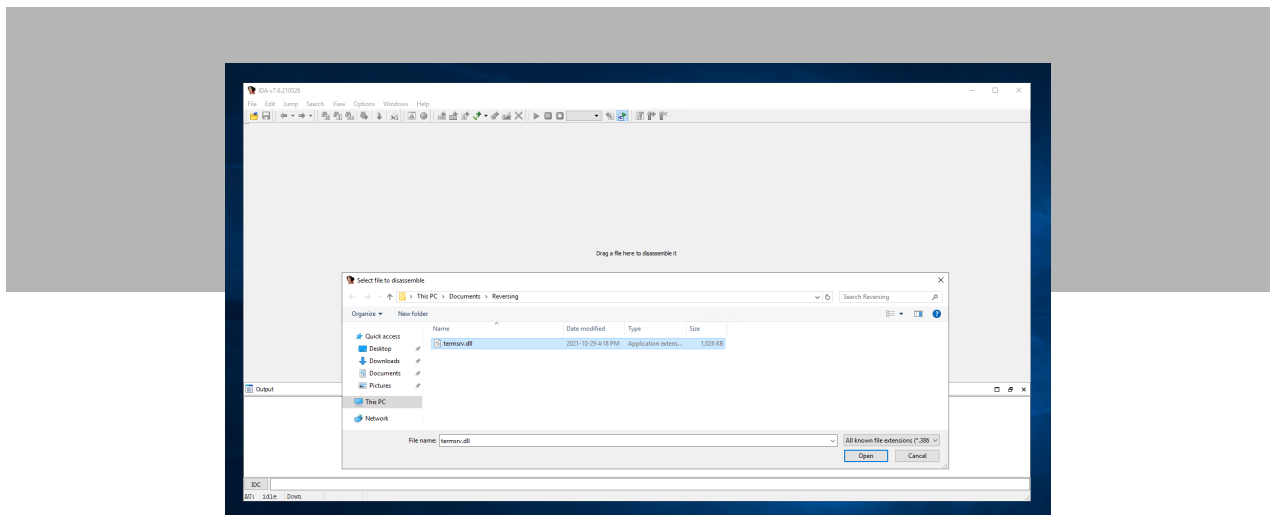 IDA v7.6.210526
File Edit Jump Search View Options Windows Help
Drag a file here to disassemble it
Select file to disassemble
This PC > Documents > Reversing
Search Reversing
Organize New folder
Name Date modified Type Size
termsrv.dll 2021-10-29 4:18 PM Application extens... 1,028 KB
Quick access
Desktop
Downloads
Documents
Pictures
This PC
Network
Output
File name: termsrv.dll All known file extensions (*.386
Open Cancel
IDC
AU: idle Down